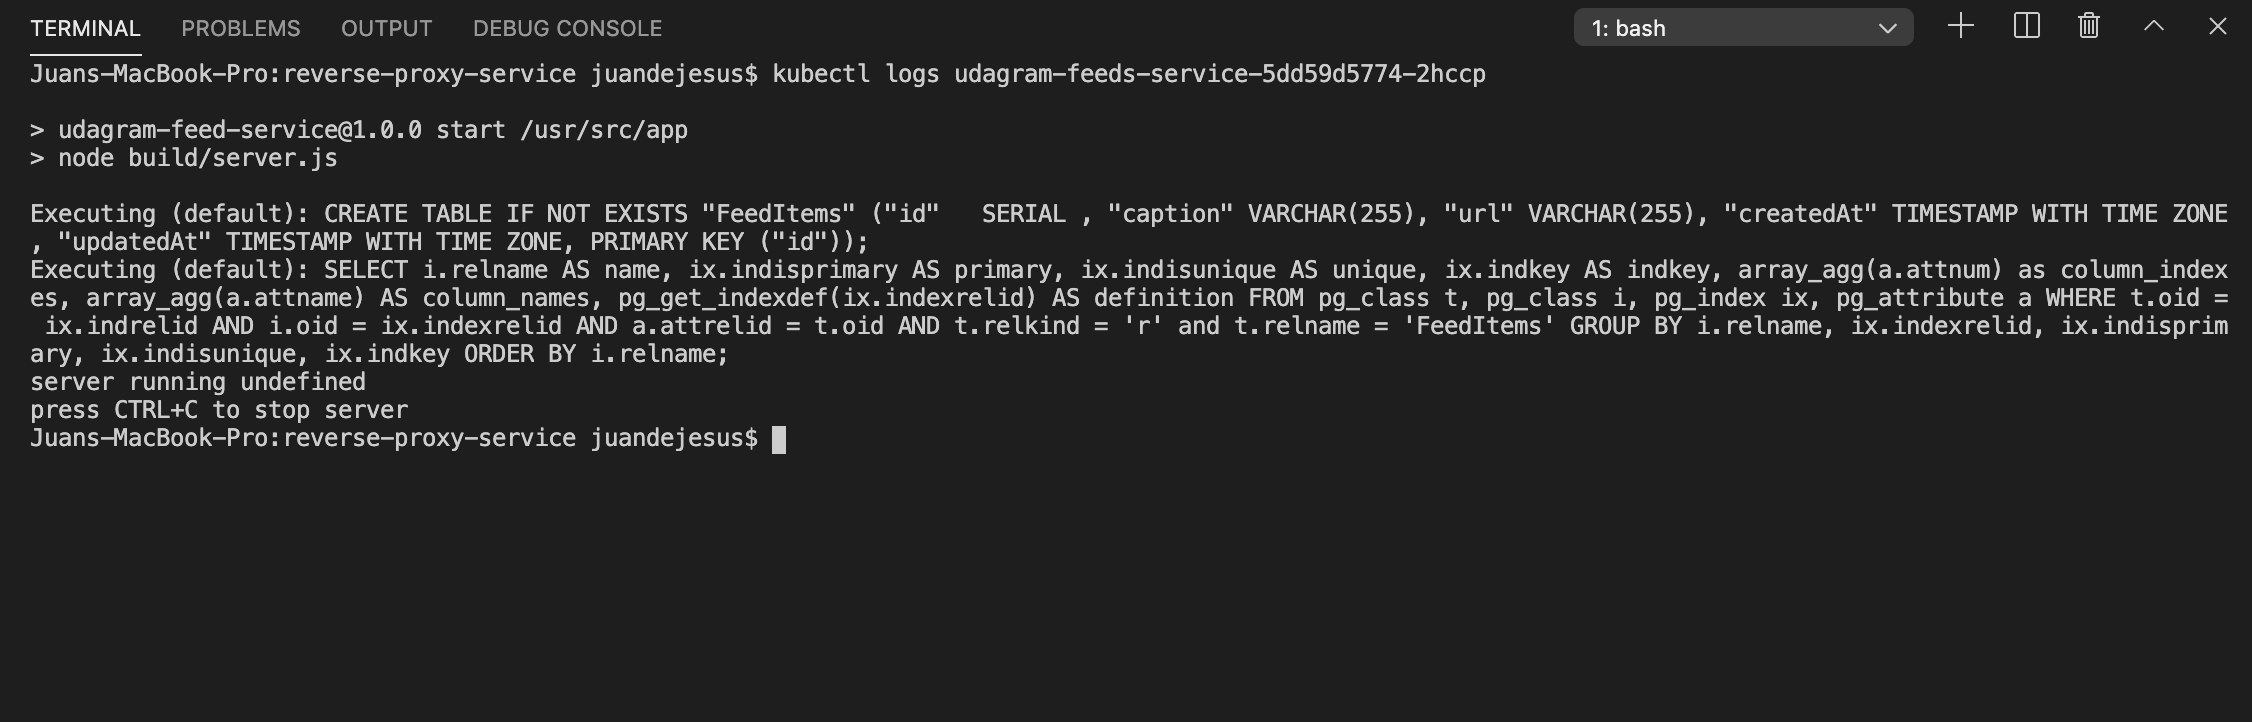 TERMINAL PROBLEMS OUTPUT DEBUG CONSOLE 1: bash
Juans-MacBook-Pro:reverse-proxy-service juandejesus$ kubectl logs udagram-feeds-service-5dd59d5774-2hccp
> udagram-feed-service@1.0.0 start /usr/src/app
> node build/server.js
Executing (default): CREATE TABLE IF NOT EXISTS "FeedItems" ("id"   SERIAL , "caption" VARCHAR(255), "url" VARCHAR(255), "createdAt" TIMESTAMP WITH TIME ZONE
, "updatedAt" TIMESTAMP WITH TIME ZONE, PRIMARY KEY ("id"));
Executing (default): SELECT i.relname AS name, ix.indisprimary AS primary, ix.indisunique AS unique, ix.indkey AS indkey, array_agg(a.attnum) as column_index
es, array_agg(a.attname) AS column_names, pg_get_indexdef(ix.indexrelid) AS definition FROM pg_class t, pg_class i, pg_index ix, pg_attribute a WHERE t.oid =
 ix.indrelid AND i.oid = ix.indexrelid AND a.attrelid = t.oid AND t.relkind = 'r' and t.relname = 'FeedItems' GROUP BY i.relname, ix.indexrelid, ix.indisprim
ary, ix.indisunique, ix.indkey ORDER BY i.relname;
server running undefined
press CTRL+C to stop server
Juans-MacBook-Pro:reverse-proxy-service juandejesus$